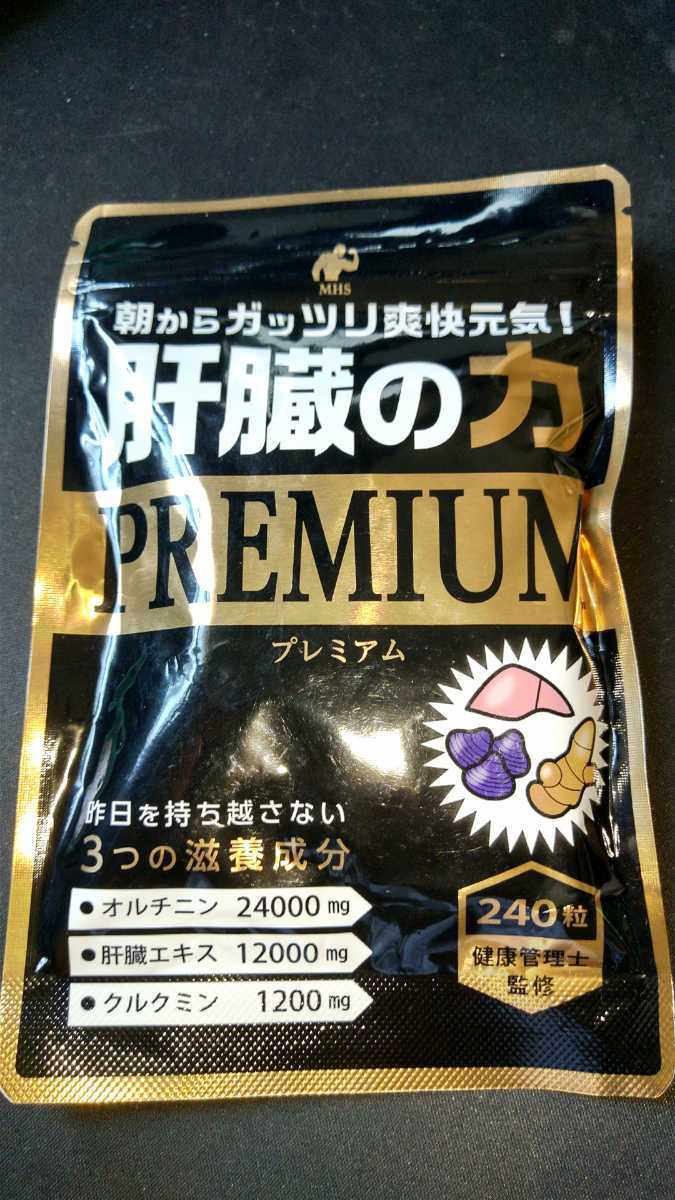 MHS
朝からガッツリ爽快元気!
肝臓の力
PREMIUM
プレミアム
昨日を持ち越さない
3つの滋養成分
● オルチニン 24000mg
● 肝臓エキス 12000mg
● クルクミン 1200mg
240粒
健康管理士
監修